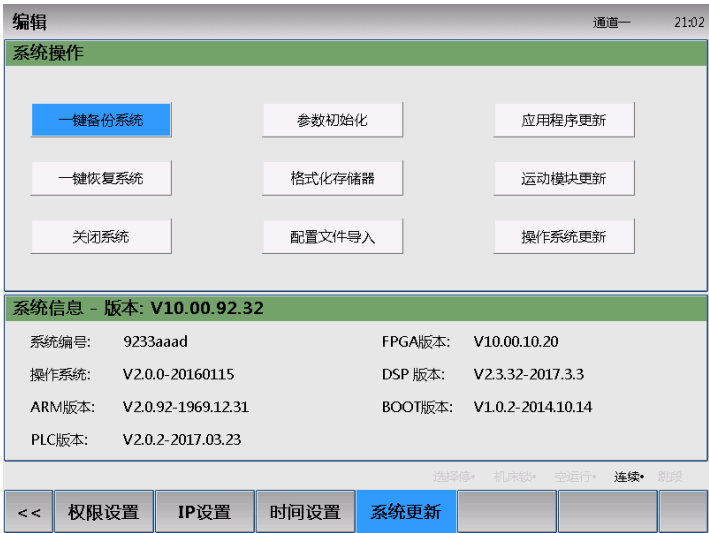 编辑 通道一 21:02
系统操作
一键备份系统 参数初始化 应用程序更新
一键恢复系统 格式化存储器 运动模块更新
关闭系统 配置文件导入 操作系统更新
系统信息 - 版本: V10.00.92.32
系统编号: 9233aaad FPGA版本: V10.00.10.20
操作系统: V2.0.0-20160115 DSP 版本: V2.3.32-2017.3.3
ARM版本: V2.0.92-1969.12.31 BOOT版本: V1.0.2-2014.10.14
PLC版本: V2.0.2-2017.03.23
选择停• 机床锁• 空运行• 连续• 跳段
<< 权限设置 IP设置 时间设置 系统更新